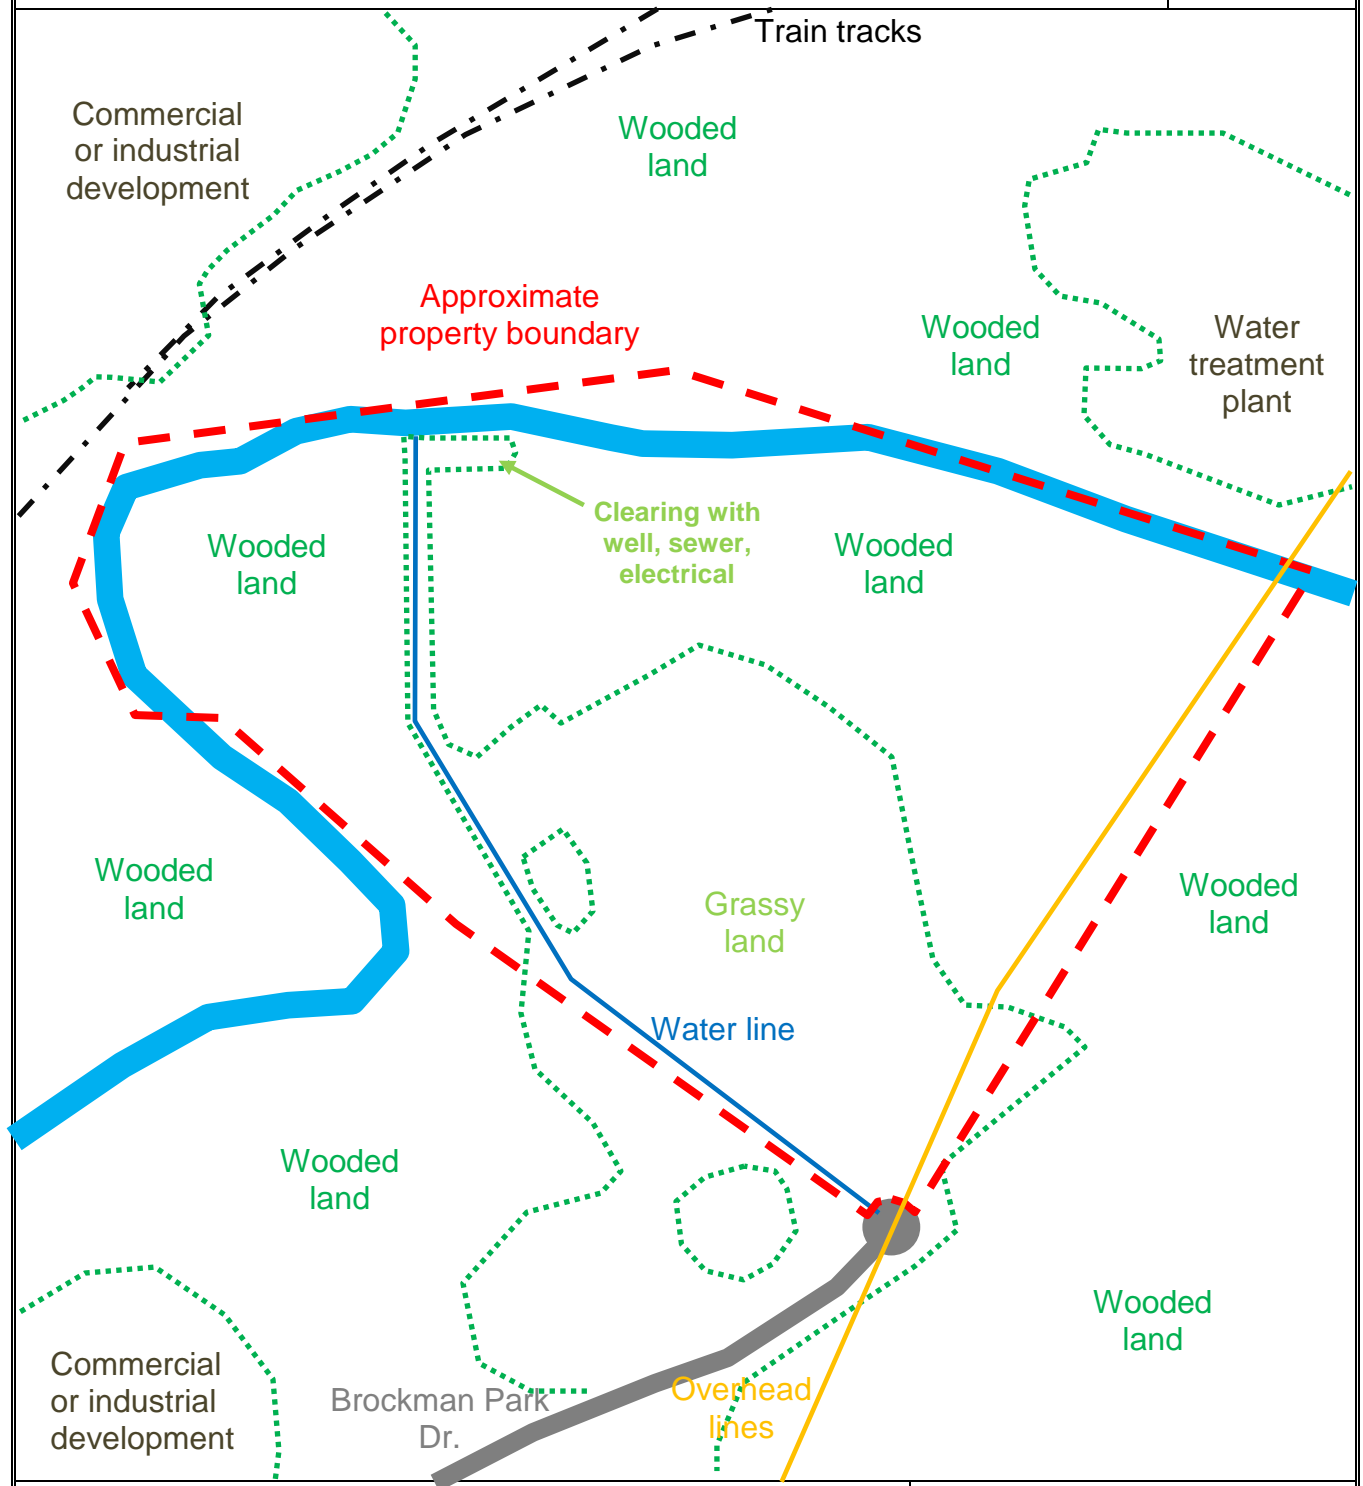 Train tracks
Commercial
or industrial
development
Wooded
land
Approximate
property boundary
Wooded
land
Water
treatment
plant
Clearing with
well, sewer,
electrical
Wooded
land
Wooded
land
Wooded
land
Grassy
land
Wooded
land
Water line
Wooded
land
Wooded
land
Commercial
or industrial
development
Brockman Park
Dr.
Overhead
lines